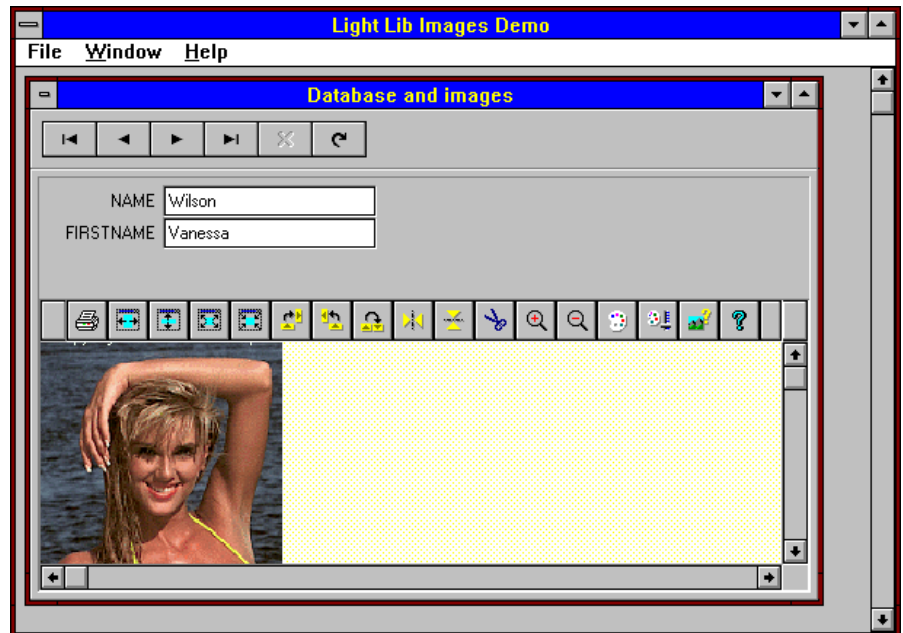 Light Lib Images Demo
File Window Help
Database and images
NAME Wilson
FIRSTNAME Vanessa